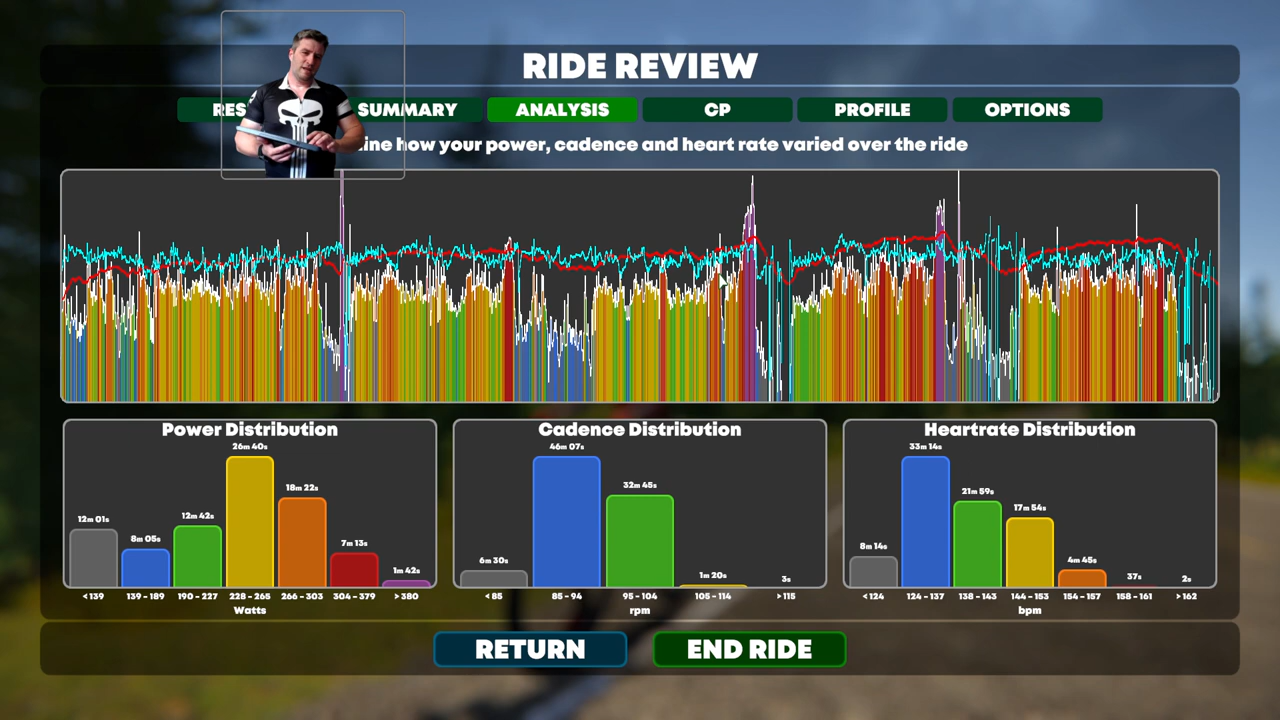 RIDE REVIEW
RES SUMMARY ANALYSIS CP PROFILE OPTIONS
ine how your power, cadence and heart rate varied over the ride
Power Distribution
26m 40s
18m 22s
12m 01s
12m 42s
8m 05s
7m 13s
1m 42s
<139 139 - 189 190 - 227 228 - 265 266 - 303 304 - 379 > 380
Watts
Cadence Distribution
46m 07s
32m 45s
6m 30s
1m 20s
3s
< 85 85 - 94 95 - 104 105 - 114 > 115
rpm
Heartrate Distribution
33m 14s
21m 59s
17m 54s
8m 14s
4m 45s
37s
2s
< 124 124 - 137 138 - 143 144 - 153 154 - 157 158 - 161 > 162
bpm
RETURN END RIDE